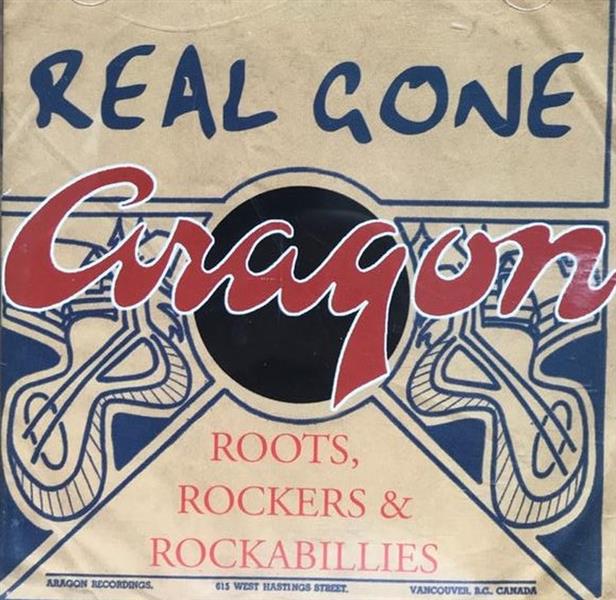 REAL GONE
Aragon
ROOTS,
ROCKERS &
ROCKABILLIES
ARAGON RECORDINGS. 615 WEST HASTINGS STREET. VANCOUVER, B.C., CANADA